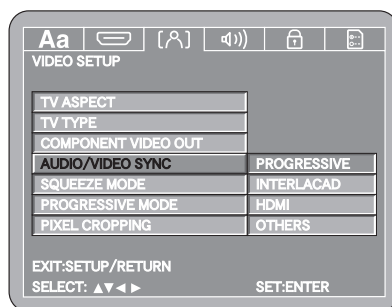 Aa
VIDEO SETUP
TV ASPECT
TV TYPE
COMPONENT VIDEO OUT
AUDIO/VIDEO SYNC PROGRESSIVE
SQUEEZE MODE INTERLACAD
PROGRESSIVE MODE HDMI
PIXEL CROPPING OTHERS
EXIT:SETUP/RETURN
SELECT: ▲▼◀ ▶ SET:ENTER